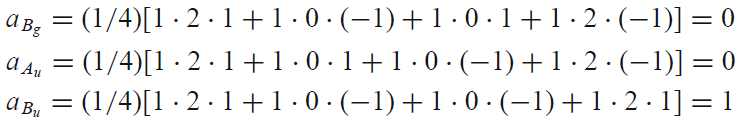 a_{B_g} = (1/4)[1 · 2 · 1 + 1 · 0 · (−1) + 1 · 0 · 1 + 1 · 2 · (−1)] = 0
a_{A_u} = (1/4)[1 · 2 · 1 + 1 · 0 · 1 + 1 · 0 · (−1) + 1 · 2 · (−1)] = 0
a_{B_u} = (1/4)[1 · 2 · 1 + 1 · 0 · (−1) + 1 · 0 · (−1) + 1 · 2 · 1] = 1